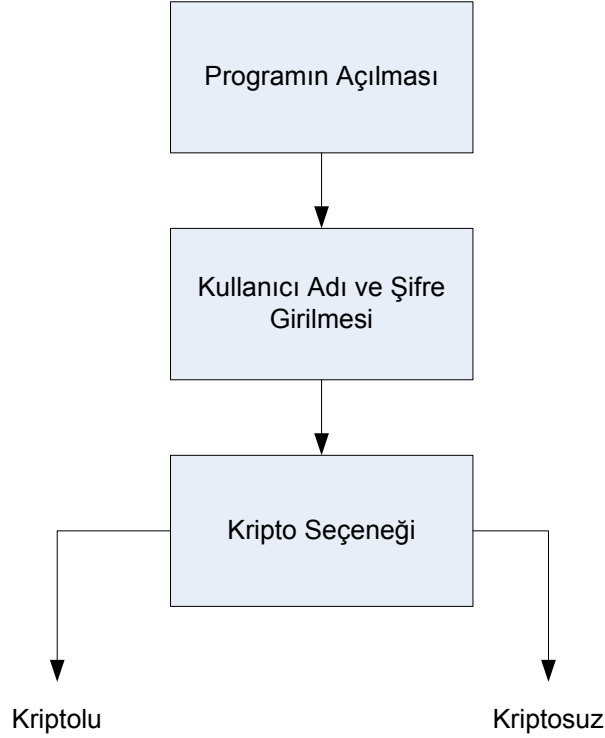 Programın Açılması
Kullanıcı Adı ve Şifre
Girilmesi
Kripto Seçeneği
Kriptolu
Kriptosuz